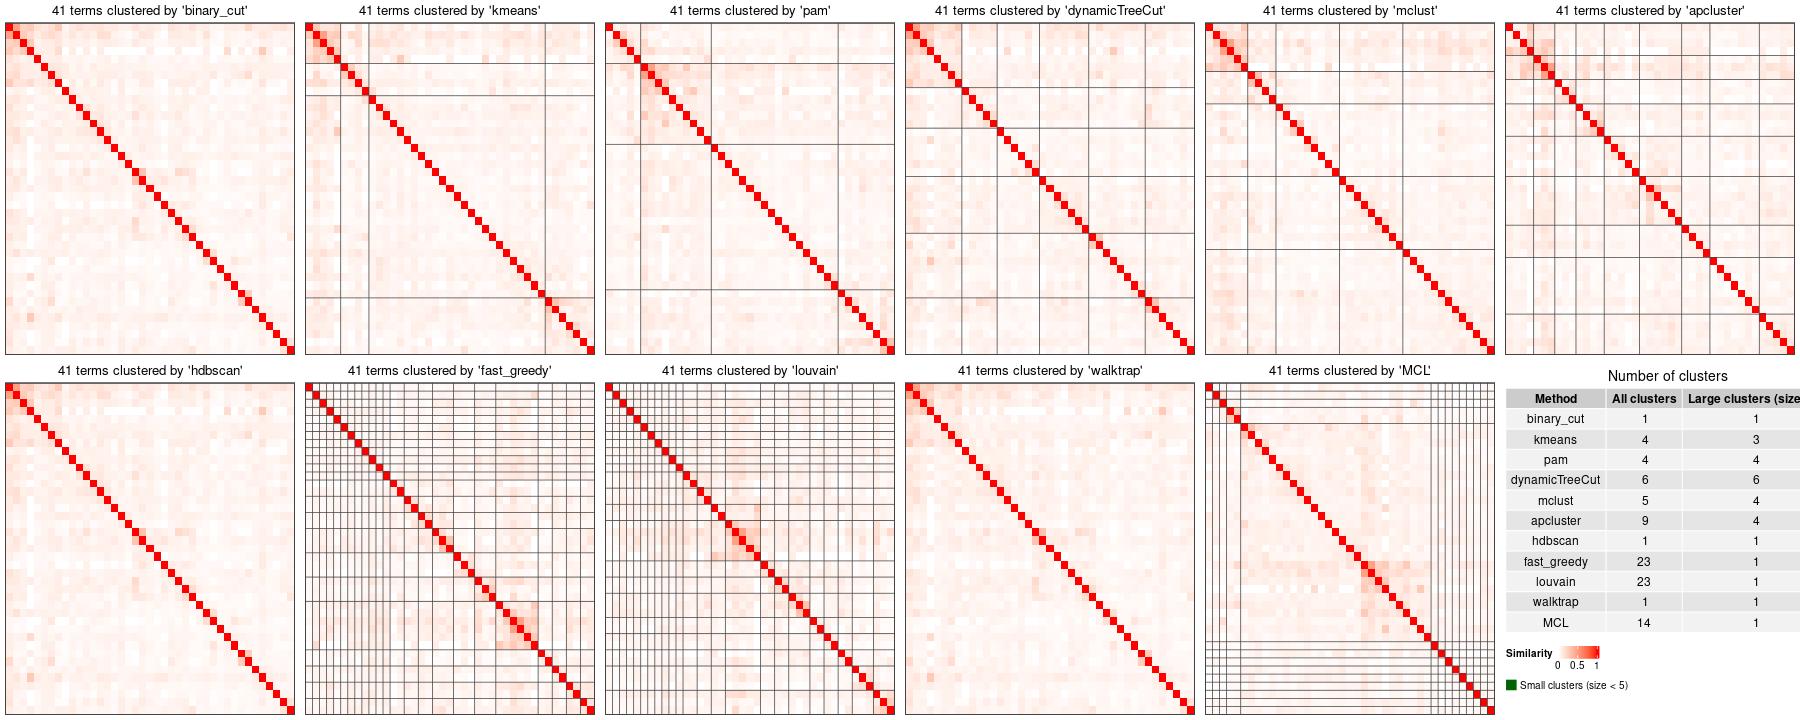 41 terms clustered by 'binary_cut'
41 terms clustered by 'kmeans'
41 terms clustered by 'pam'
41 terms clustered by 'dynamicTreeCut'
41 terms clustered by 'mclust'
41 terms clustered by 'apcluster'
41 terms clustered by 'hdbscan'
41 terms clustered by 'fast_greedy'
41 terms clustered by 'louvain'
41 terms clustered by 'walktrap'
41 terms clustered by 'MCL'
Number of clusters
Method All clusters Large clusters (size
binary_cut 1 1
kmeans 4 3
pam 4 4
dynamicTreeCut 6 6
mclust 5 4
apcluster 9 4
hdbscan 1 1
fast_greedy 23 1
louvain 23 1
walktrap 1 1
MCL 14 1
Similarity
0 0.5 1
Small clusters (size < 5)